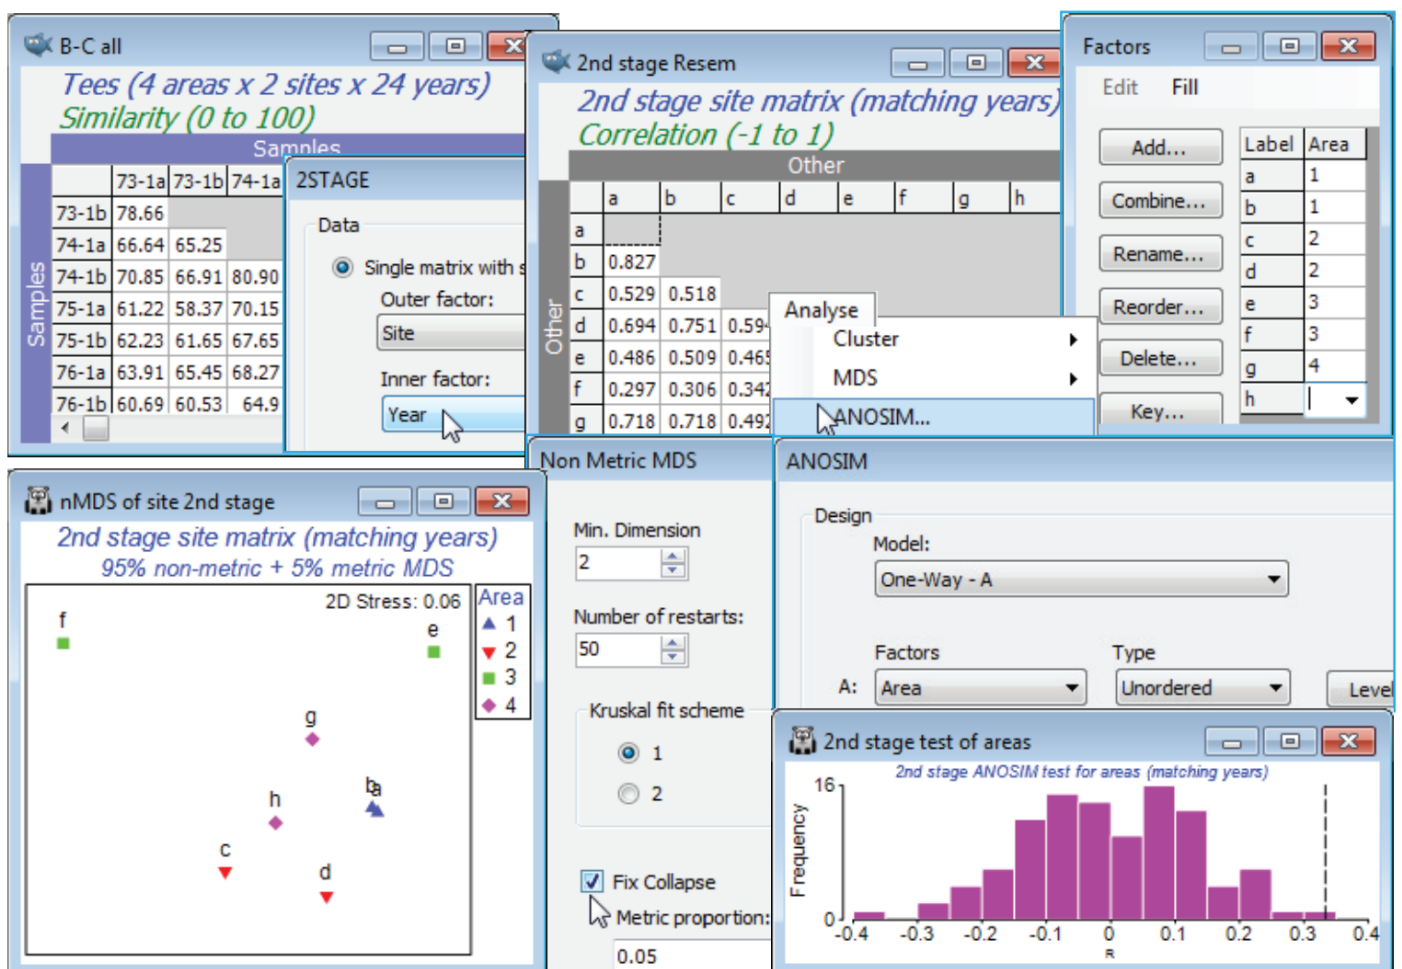 B-C all
Tees (4 areas x 2 sites x 24 years)
Similarity (0 to 100)
Samples
73-1a 73-1b 74-1a
73-1b 78.66
74-1a 66.64 65.25
74-1b 70.85 66.91 80.90
75-1a 61.22 58.37 70.15
75-1b 62.23 61.65 67.65
76-1a 63.91 65.45 68.27
76-1b 60.69 60.53 64.9
Samples
2STAGE
Data
Single matrix with s
Outer factor:
Site
Inner factor:
Year
2nd stage Resem
2nd stage site matrix (matching years)
Correlation (-1 to 1)
Other
a b c d e f g h
a
b 0.827
c 0.529 0.518
d 0.694 0.751 0.594
e 0.486 0.509 0.465
f 0.297 0.306 0.342
g 0.718 0.718 0.492
Other
Analyse
Cluster
MDS
ANOSIM...
Factors
Edit Fill
Add...
Combine...
Rename...
Reorder...
Delete...
Key...
Label Area
a 1
b 1
c 2
d 2
e 3
f 3
g 4
h
nMDS of site 2nd stage
2nd stage site matrix (matching years)
95% non-metric + 5% metric MDS
2D Stress: 0.06
Area
1
2
3
4
f
e
g
b
a
h
c
d
Non Metric MDS
Min. Dimension
2
Number of restarts:
50
Kruskal fit scheme
1
2
Fix Collapse
Metric proportion:
0.05
ANOSIM
Design
Model:
One-Way - A
Factors Type
A: Area Unordered Level
2nd stage test of areas
2nd stage ANOSIM test for areas (matching years)
16
Frequency
0
-0.4 -0.3 -0.2 -0.1 0 0.1 0.2 0.3 0.4
R